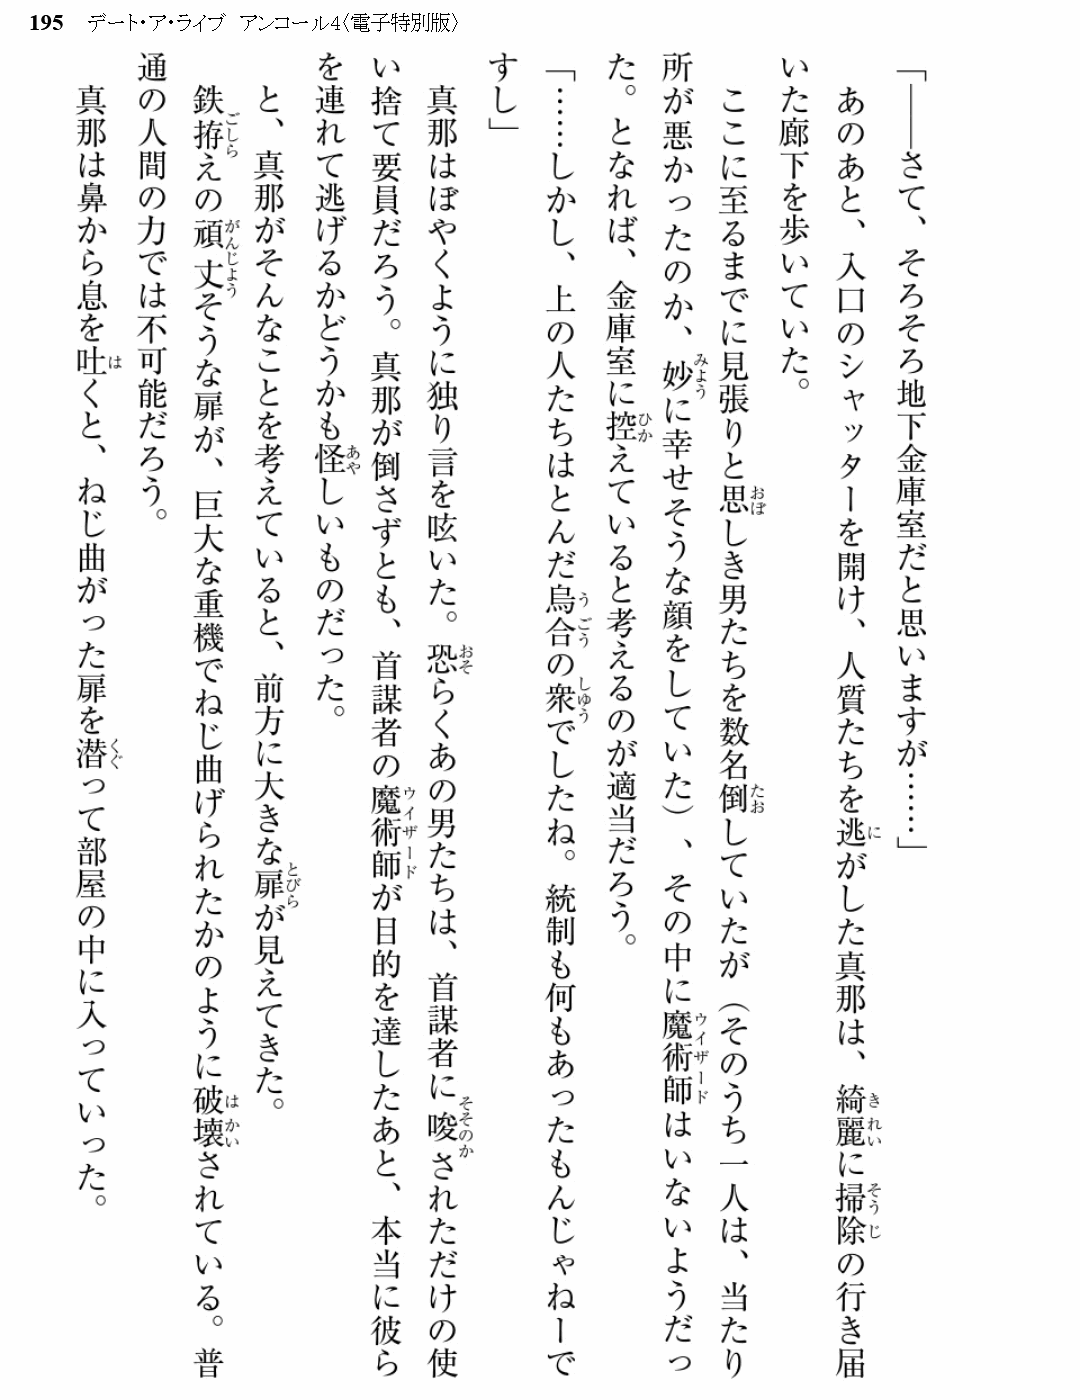 195 デート・ア・ライブ アンコール4〈電子特別版〉
「――さて、そろそろ地下金庫室だと思いますが……」
あのあと、入口のシャッターを開け、人質たちを逃がした真那は、綺麗に掃除の行き届
いた廊下を歩いていた。
ここに至るまでに見張りと思しき男たちを数名倒していたが（そのうち一人は、当たり
所が悪かったのか、妙に幸せそうな顔をしていた）、その中に魔術師はいないようだっ
た。となれば、金庫室に控えていると考えるのが適当だろう。
「……しかし、上の人たちはとんだ烏合の衆でしたね。統制も何もあったもんじゃねーで
すし」
真那はぼやくように独り言を呟いた。恐らくあの男たちは、首謀者に唆されただけの使
い捨て要員だろう。真那が倒さずとも、首謀者の魔術師が目的を達したあと、本当に彼ら
を連れて逃げるかどうかも怪しいものだった。
と、真那がそんなことを考えていると、前方に大きな扉が見えてきた。
鉄拵えの頑丈そうな扉が、巨大な重機でねじ曲げられたかのように破壊されている。普
通の人間の力では不可能だろう。
真那は鼻から息を吐くと、ねじ曲がった扉を潜って部屋の中に入っていった。